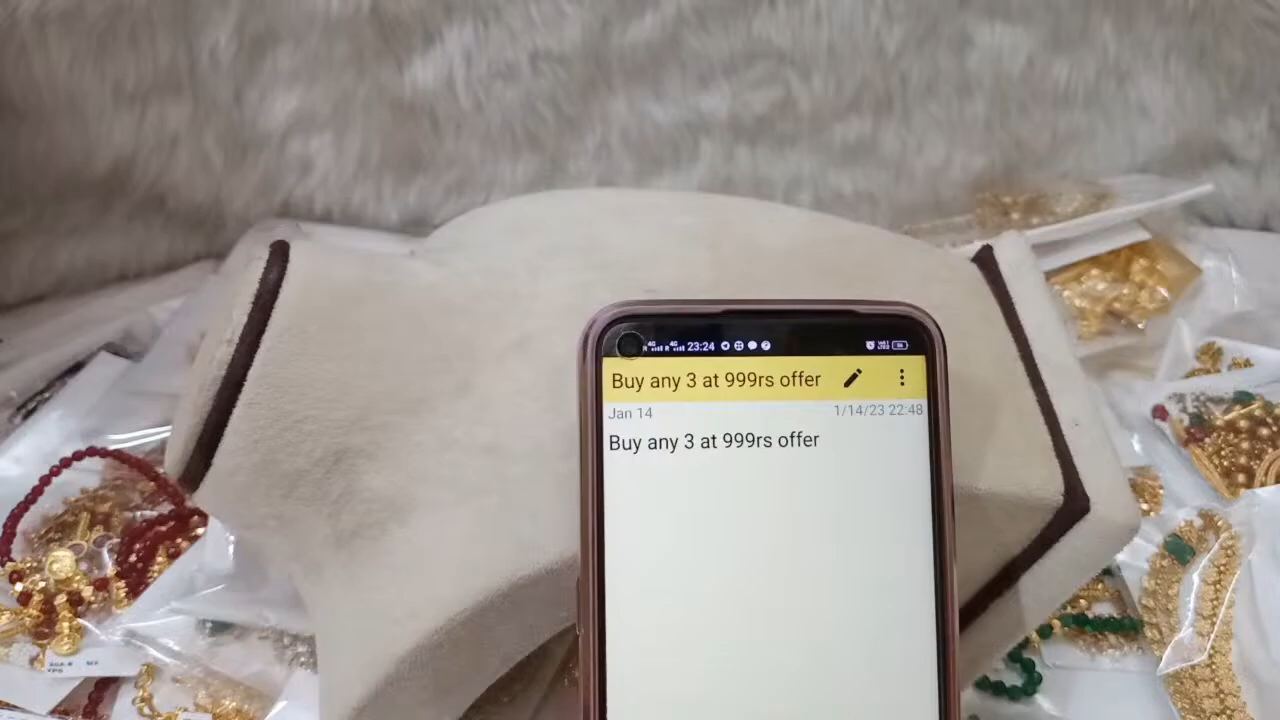 23:24
Buy any 3 at 999rs offer
Jan 14
1/14/23 22:48
Buy any 3 at 999rs offer